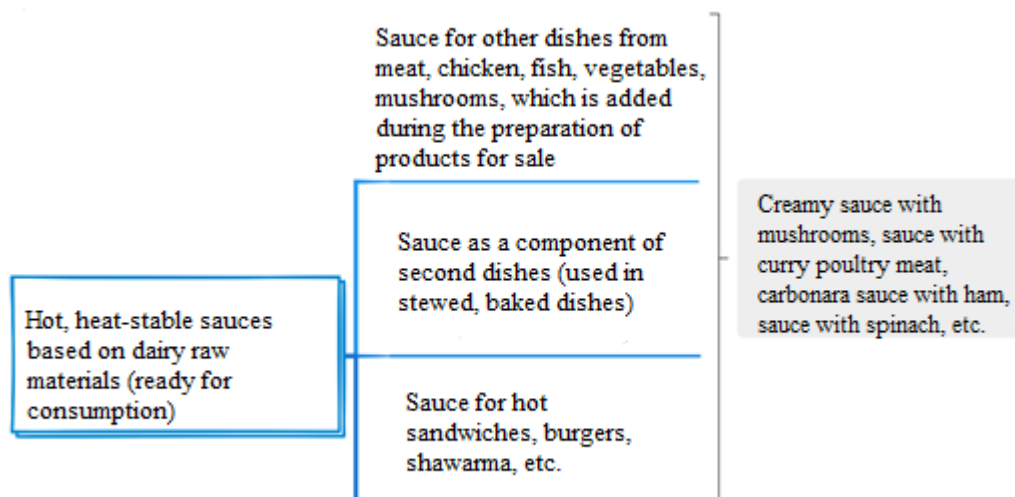 Sauce for other dishes from
meat, chicken, fish, vegetables,
mushrooms, which is added
during the preparation of
products for sale
Sauce as a component of
second dishes (used in
stewed, baked dishes)
Sauce for hot
sandwiches, burgers,
shawarma, etc.
Hot, heat-stable sauces
based on dairy raw
materials (ready for
consumption)
Creamy sauce with
mushrooms, sauce with
curry poultry meat,
carbonara sauce with ham,
sauce with spinach, etc.